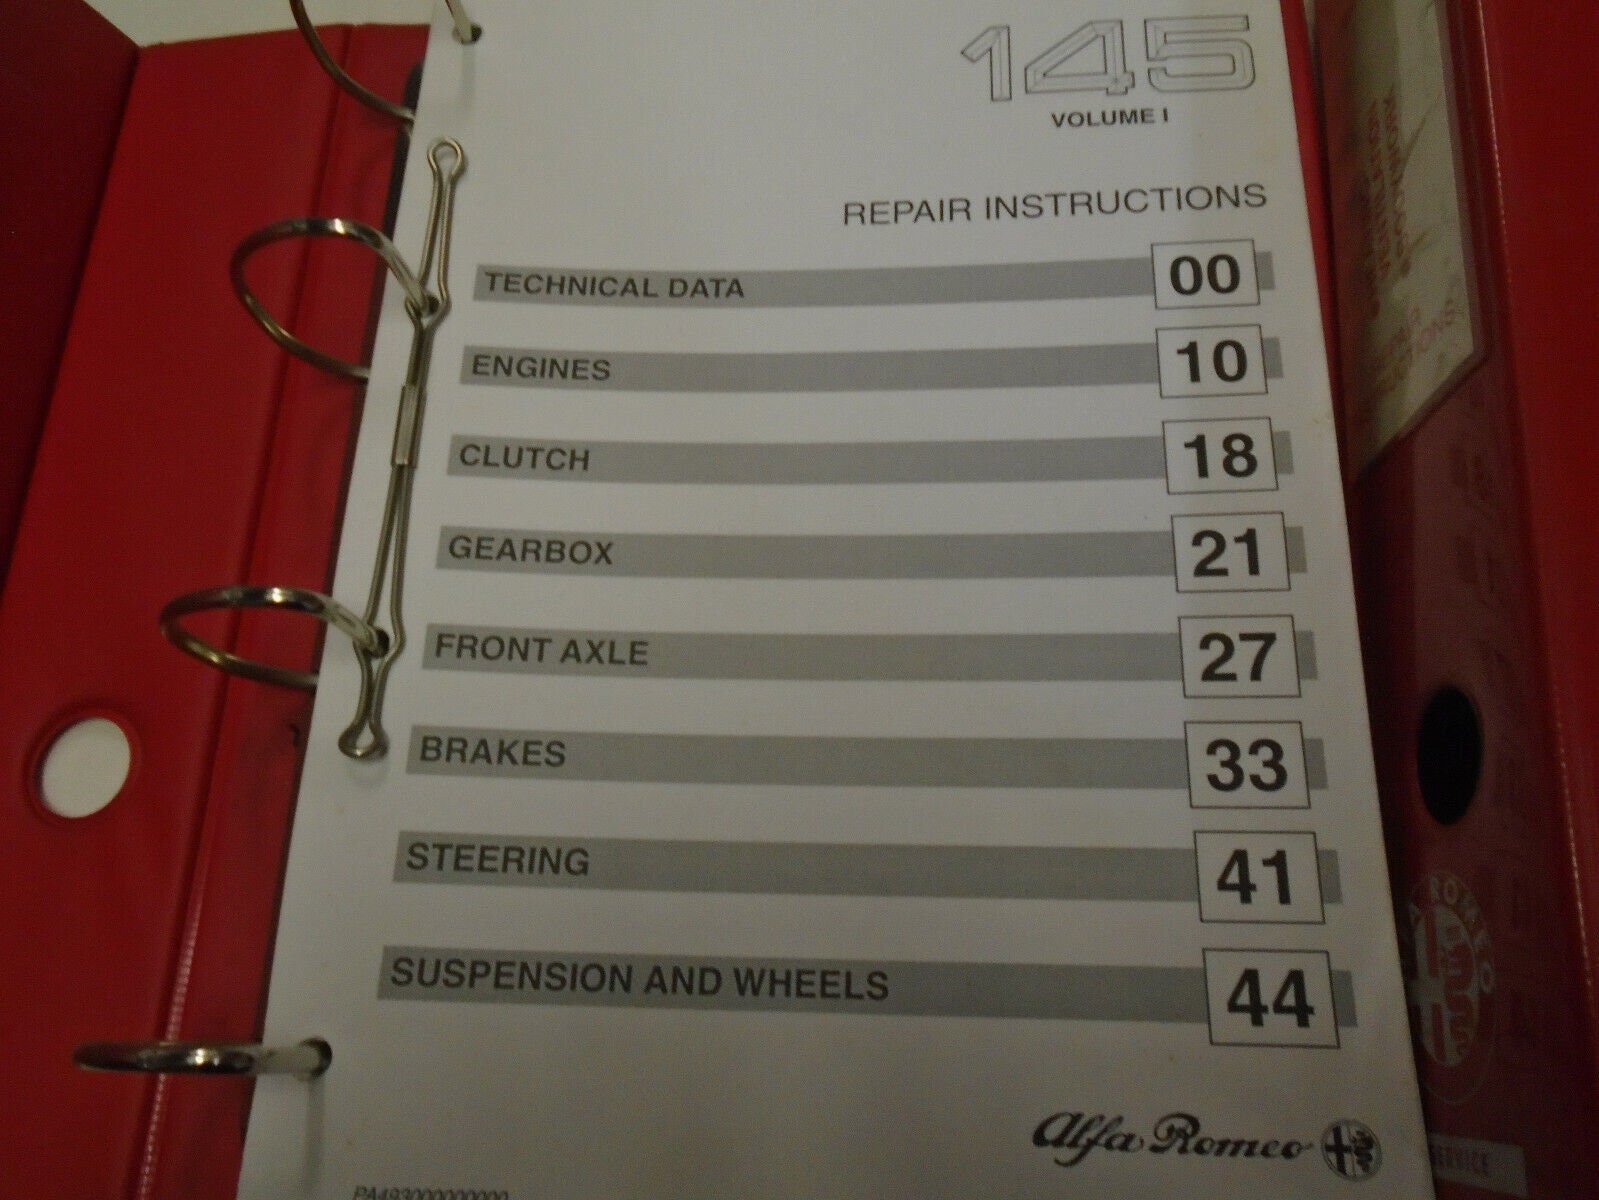 145
VOLUME I
REPAIR INSTRUCTIONS
TECHNICAL DATA 00
ENGINES 10
CLUTCH 18
GEARBOX 21
FRONT AXLE 27
BRAKES 33
STEERING 41
SUSPENSION AND WHEELS 44
Alfa Romeo
ROMEO